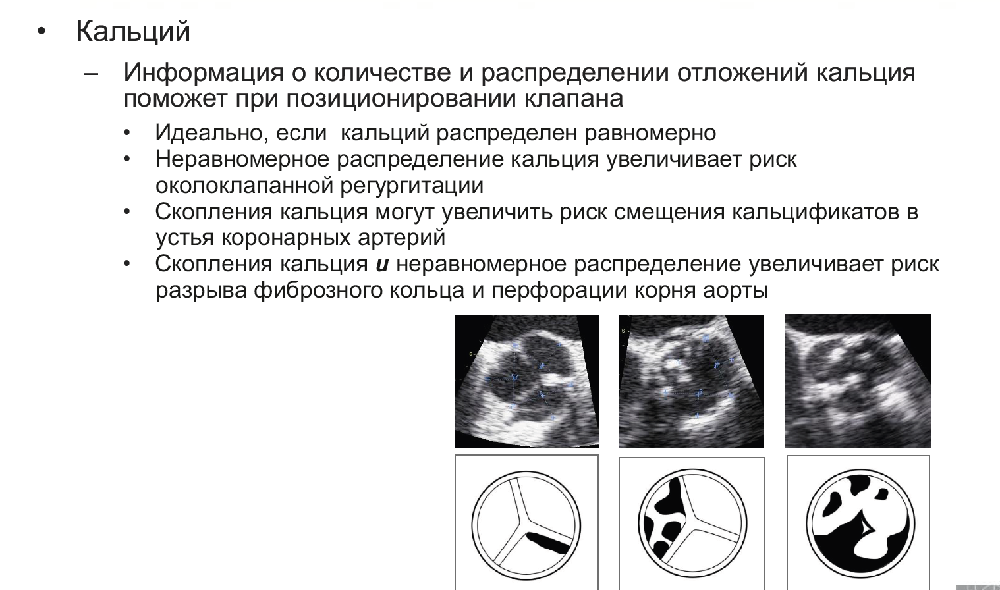 • Кальций
– Информация о количестве и распределении отложений кальция
поможет при позиционировании клапана
• Идеально, если  кальций распределен равномерно
• Неравномерное распределение кальция увеличивает риск
околоклапанной регургитации
• Скопления кальция могут увеличить риск смещения кальцификатов в
устья коронарных артерий
• Скопления кальция и неравномерное распределение увеличивает риск
разрыва фиброзного кольца и перфорации корня аорты
6
6